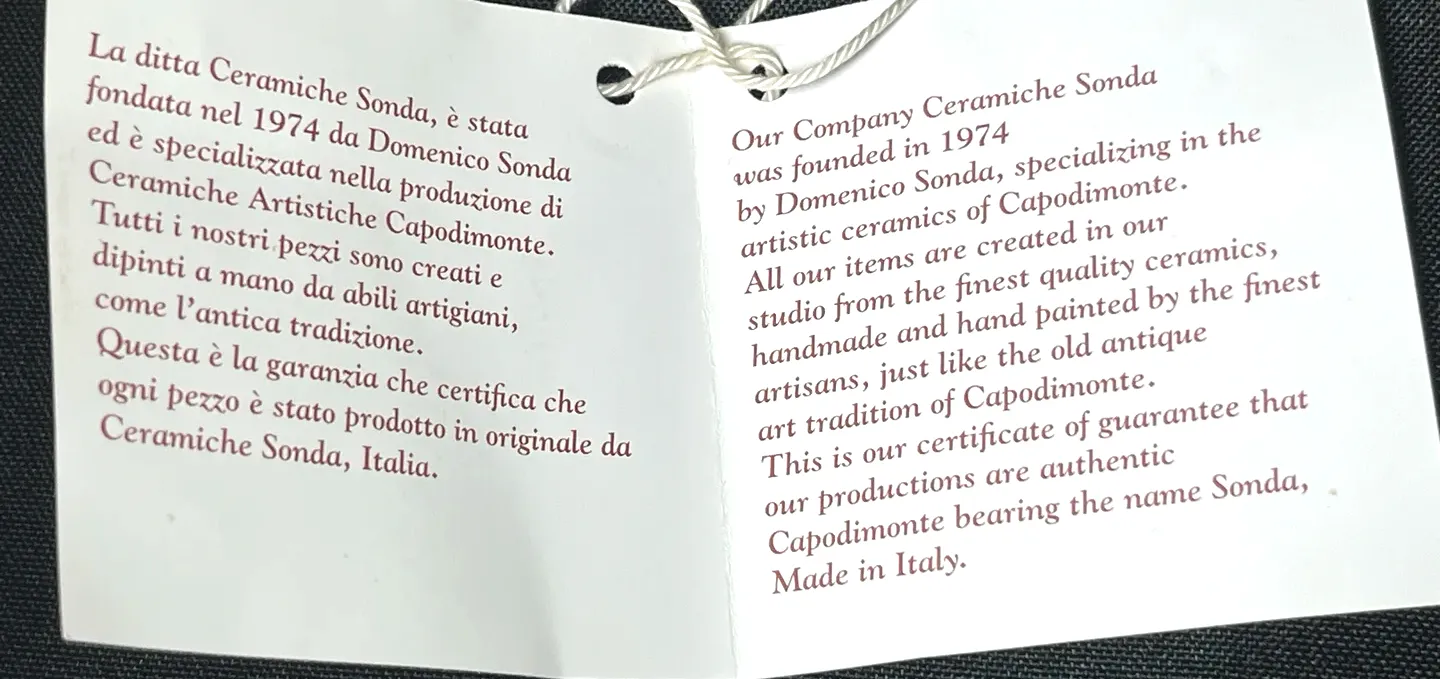 La ditta Ceramiche Sonda, è stata
fondata nel 1974 da Domenico Sonda
ed è specializzata nella produzione di
Ceramiche Artistiche Capodimonte.
Tutti i nostri pezzi sono creati e
dipinti a mano da abili artigiani,
come l'antica tradizione.
Questa è la garanzia che certifica che
ogni pezzo è stato prodotto in originale da
Ceramiche Sonda, Italia.
Our Company Ceramiche Sonda
was founded in 1974
by Domenico Sonda, specializing in the
artistic ceramics of Capodimonte.
All our items are created in our
studio from the finest quality ceramics,
handmade and hand painted by the finest
artisans, just like the old antique
art tradition of Capodimonte.
This is our certificate of guarantee that
our productions are authentic
Capodimonte bearing the name Sonda,
Made in Italy.